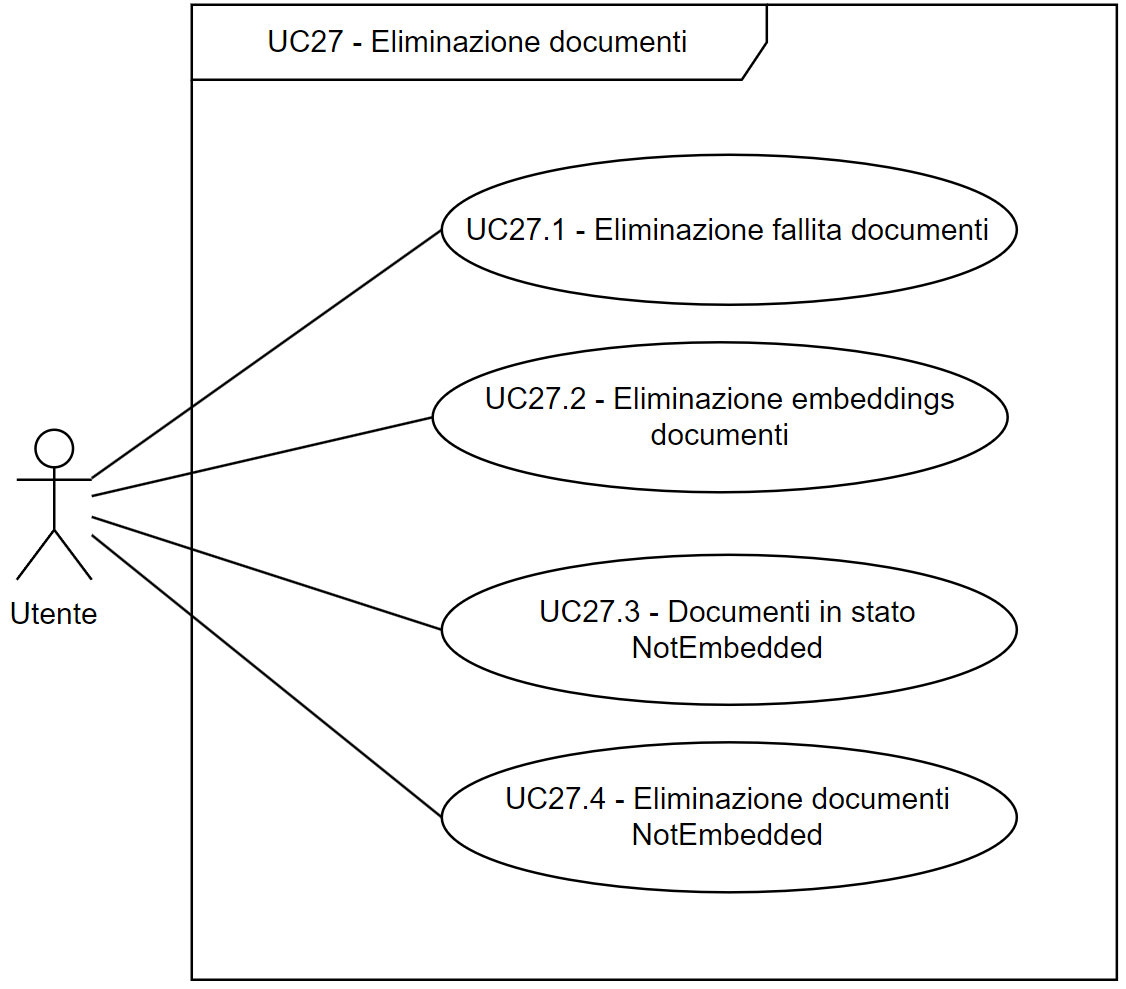 UC27 - Eliminazione documenti
UC27.1 - Eliminazione fallita documenti
UC27.2 - Eliminazione embeddings
documenti
UC27.3 - Documenti in stato
NotEmbedded
UC27.4 - Eliminazione documenti
NotEmbedded
Utente